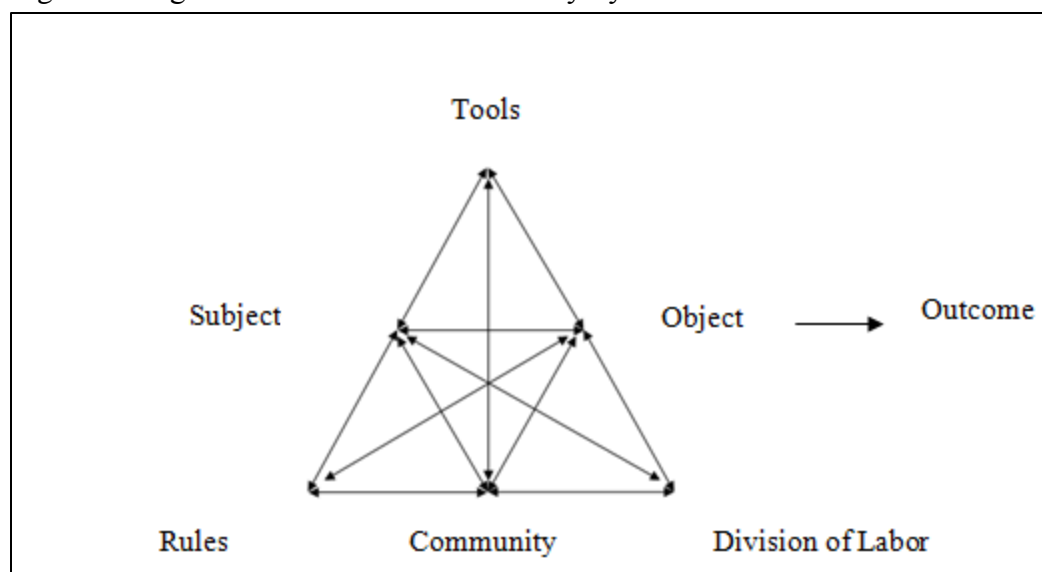 Tools
Subject
Object
Outcome
Rules
Community
Division of Labor